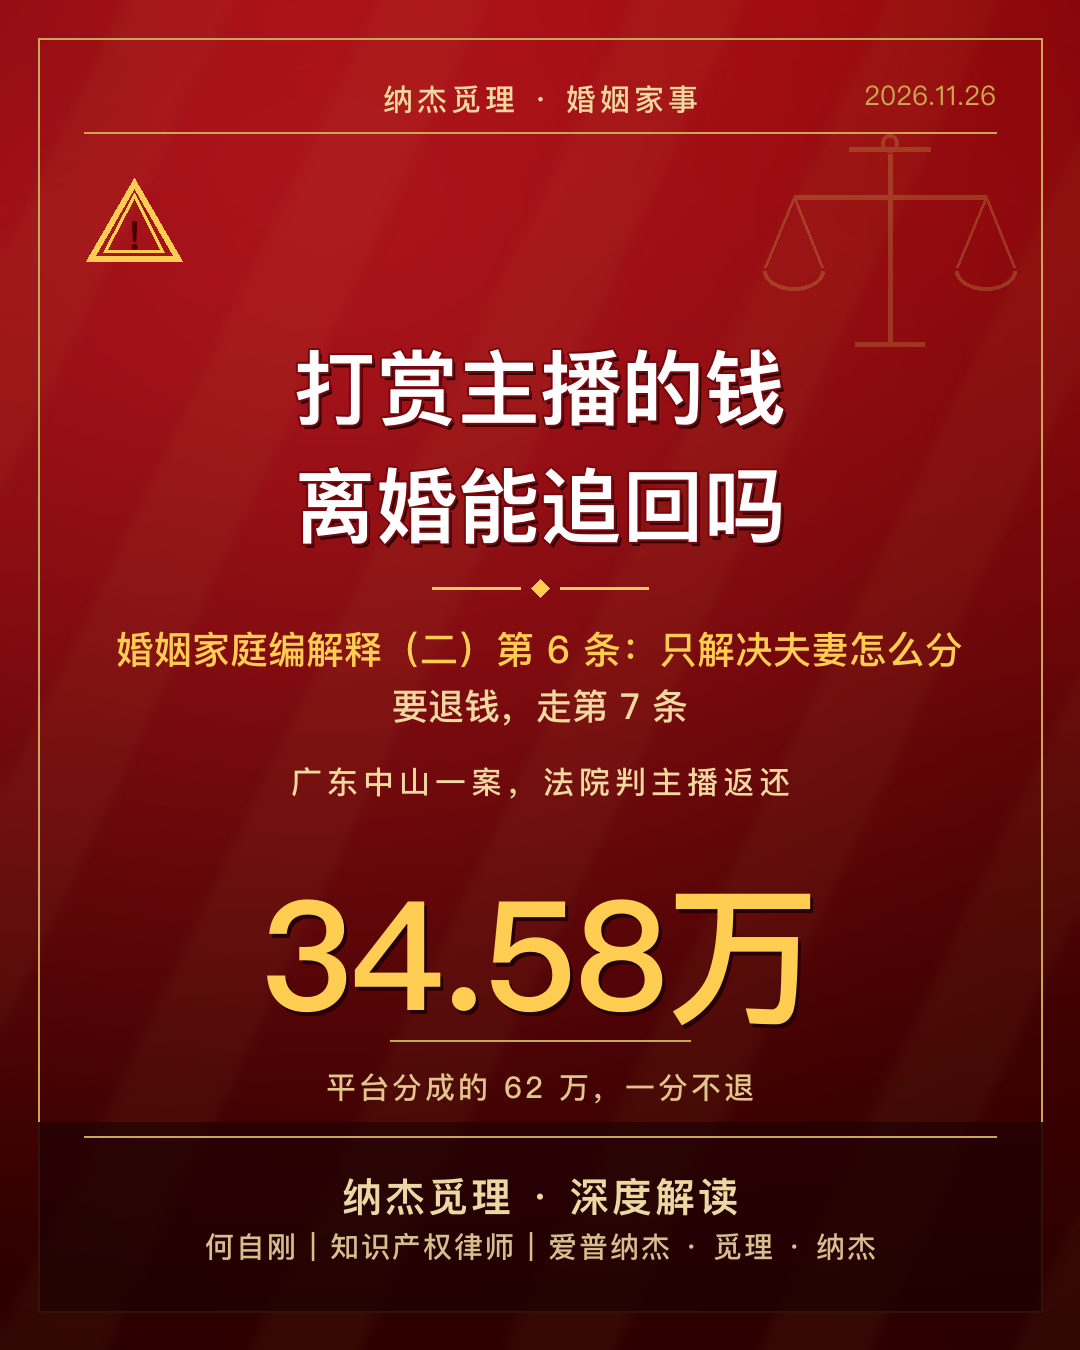 纳杰觅理 · 婚姻家事
2026.11.26
!
打赏主播的钱
离婚能追回吗
婚姻家庭编解释（二）第 6 条：只解决夫妻怎么分
要退钱，走第 7 条
广东中山一案，法院判主播返还
34.58万
平台分成的 62 万，一分不退
纳杰觅理 · 深度解读
何自刚｜知识产权律师｜爱普纳杰 · 觅理 · 纳杰